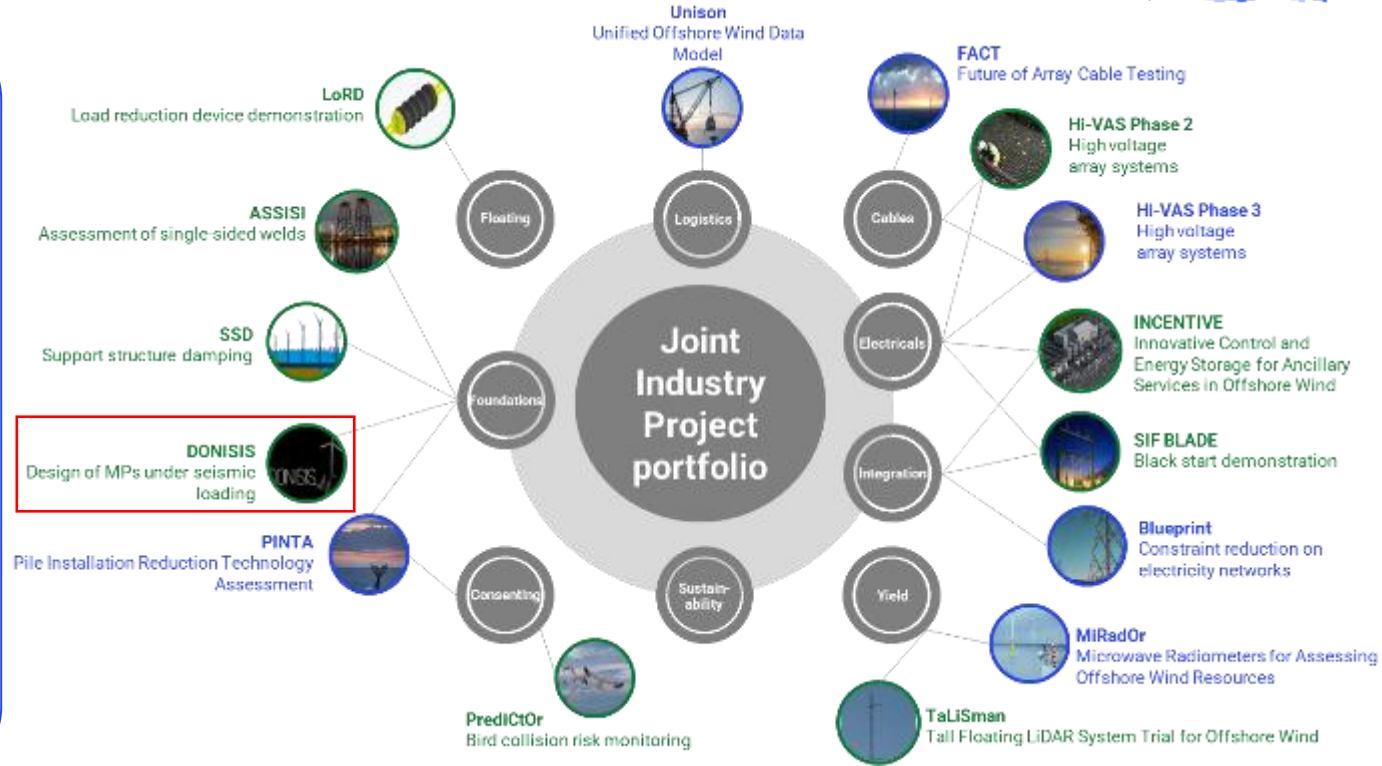 Unison
Unified Offshore Wind Data
Model
FACT
Future of Array Cable Testing
LoRD
Load reduction device demonstration
Hi-VAS Phase 2
High voltage
array systems
Floating
Logistics
Cables
ASSISI
Assessment of single-sided welds
HI-VAS Phase 3
High voltage
array systems
SSD
Support structure damping
Electricals
INCENTIVE
Innovative Control and
Energy Storage for Ancillary
Services in Offshore Wind
Joint
Industry
Project
portfolio
Foundations
DONISIS
Design of MPs under seismic
loading
DONISIS
Integration
SIF BLADE
Black start demonstration
PINTA
Pile Installation Reduction Technology
Assessment
Blueprint
Constraint reduction on
electricity networks
Consenting
Sustain-
ability
Yield
MiRadOr
Microwave Radiometers for Assessing
Offshore Wind Resources
PrediCtOr
Bird collision risk monitoring
TaLiSman
Tall Floating LiDAR System Trial for Offshore Wind